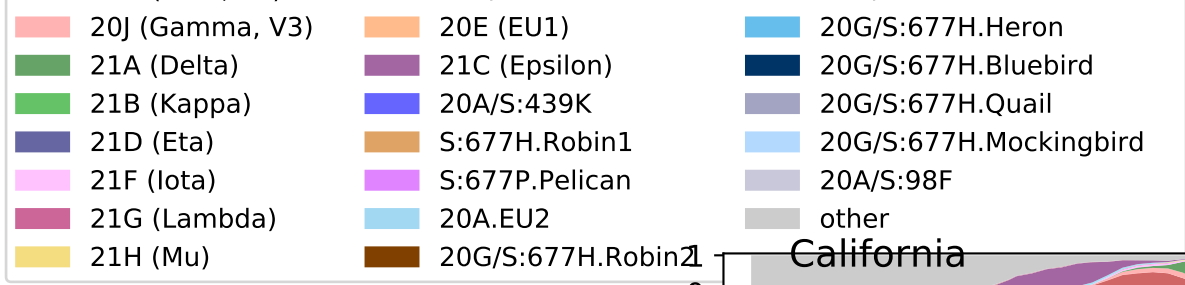 20J (Gamma, V3) 20E (EU1) 20G/S:677H.Heron
21A (Delta) 21C (Epsilon) 20G/S:677H.Bluebird
21B (Kappa) 20A/S:439K 20G/S:677H.Quail
21D (Eta) S:677H.Robin1 20G/S:677H.Mockingbird
21F (Iota) S:677P.Pelican 20A/S:98F
21G (Lambda) 20A.EU2 other
21H (Mu) 20G/S:677H.Robin2
1 California